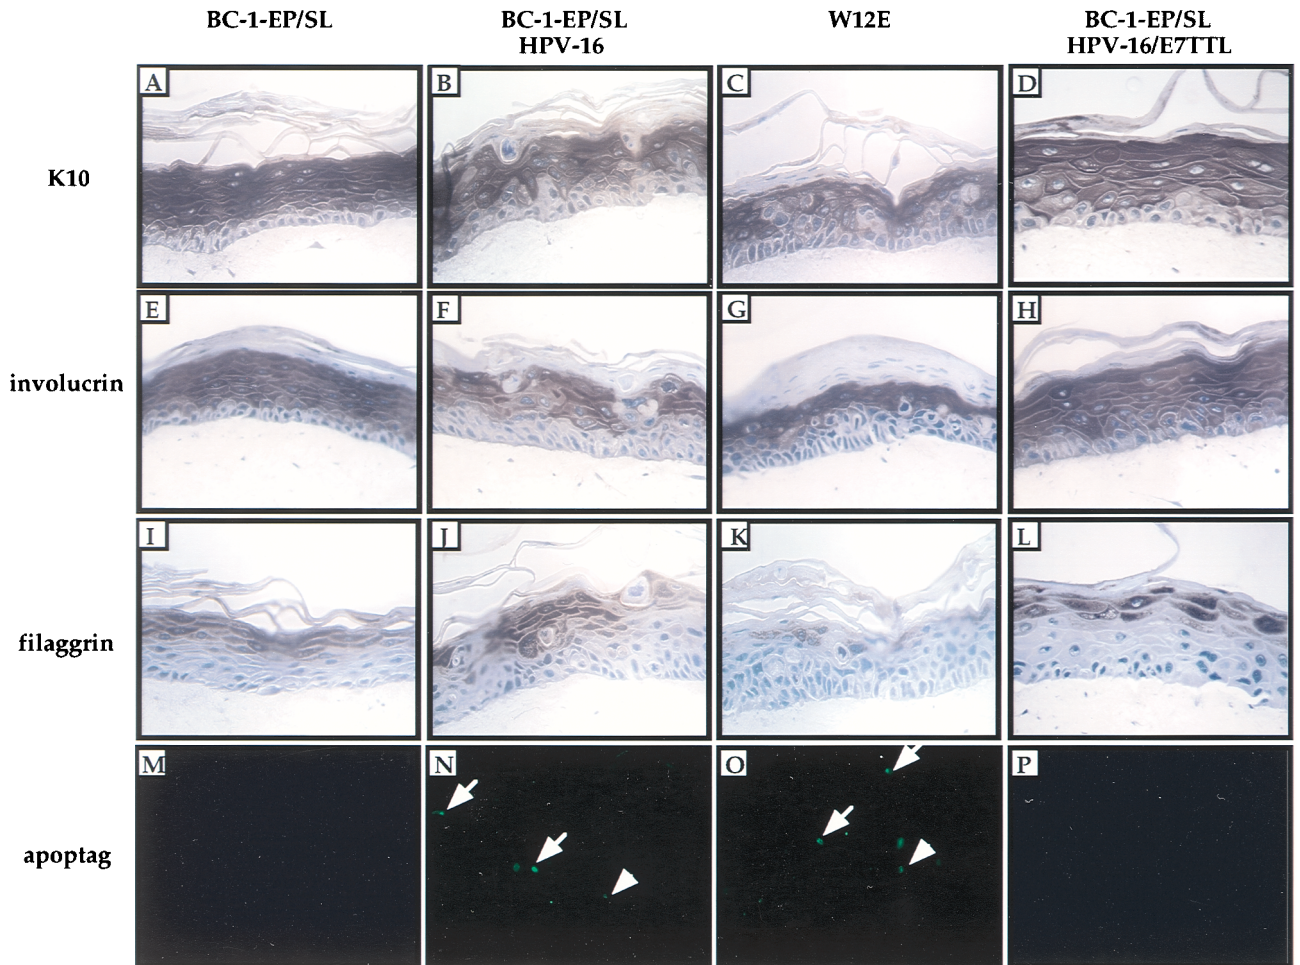 BC-1-EP/SL
BC-1-EP/SL
HPV-16
W12E
BC-1-EP/SL
HPV-16/E7TTL
K10
A
B
C
D
involucrin
E
F
G
H
filaggrin
I
J
K
L
apoptag
M
N
O
P